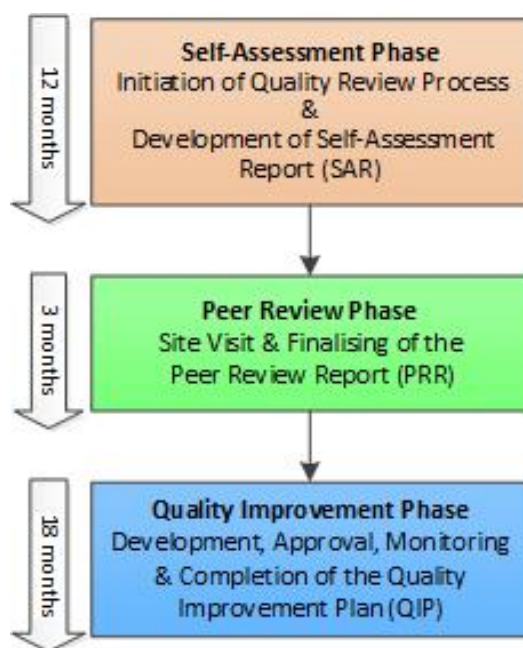 12 months
Self-Assessment Phase
Initiation of Quality Review Process
&
Development of Self-Assessment
Report (SAR)
3 months
Peer Review Phase
Site Visit & Finalising of the
Peer Review Report (PRR)
18 months
Quality Improvement Phase
Development, Approval, Monitoring
& Completion of the Quality
Improvement Plan (QIP)